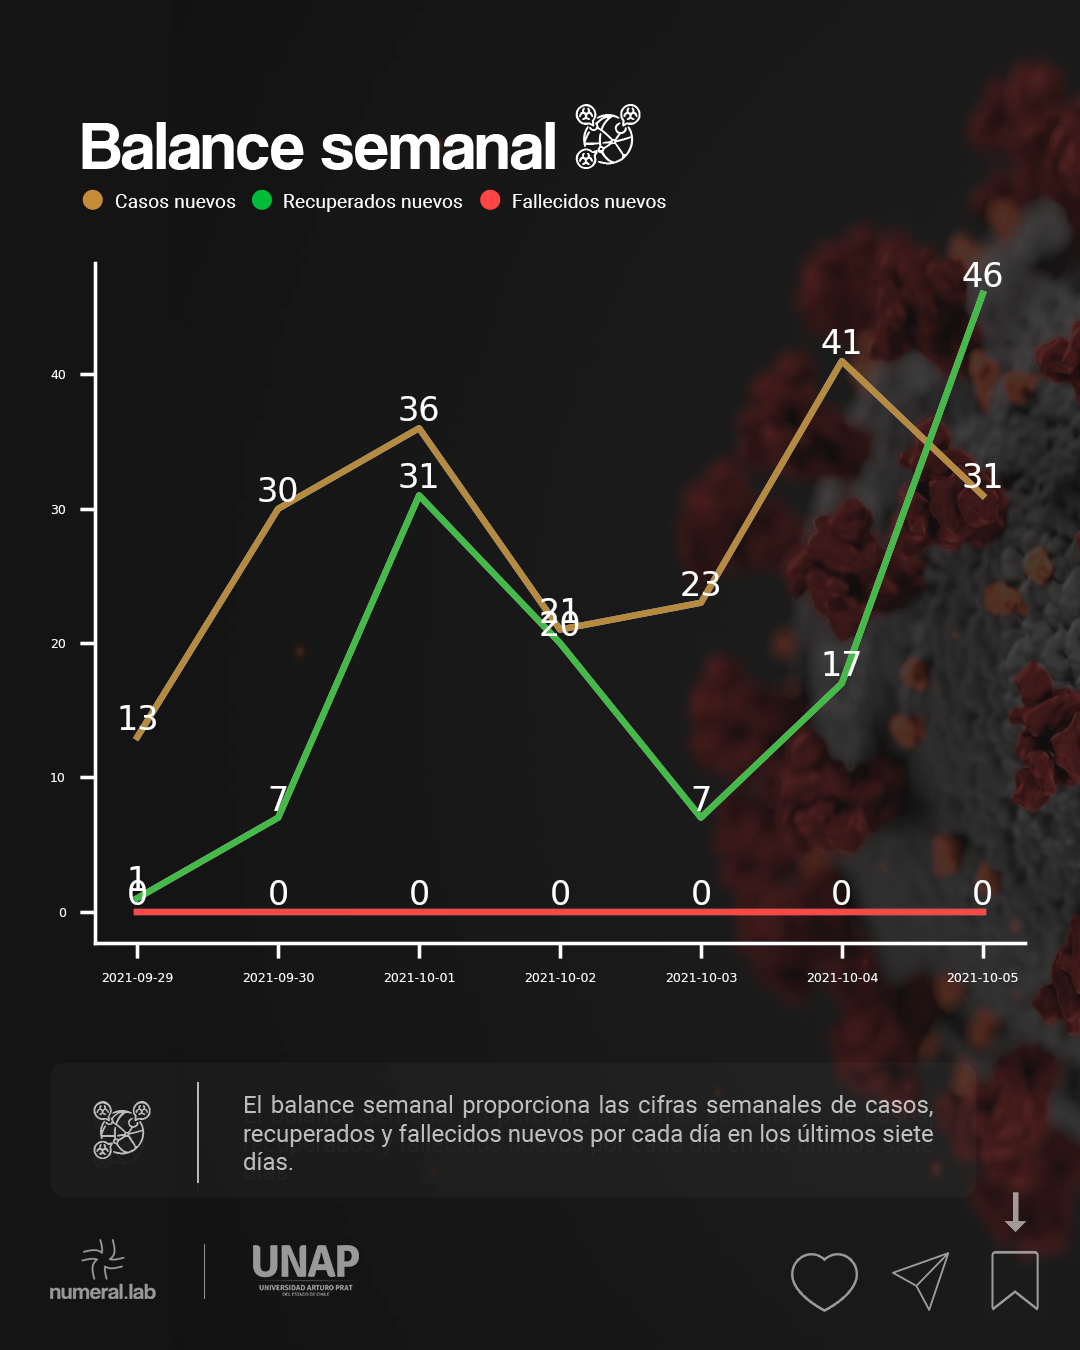 Balance semanal
Casos nuevos Recuperados nuevos Fallecidos nuevos
46
41
40
36
31
31
30
30
23
21
20
20
17
13
10
7
7
1
0
0
0
0
0
0
0
0
2021-09-29 2021-09-30 2021-10-01 2021-10-02 2021-10-03 2021-10-04 2021-10-05
El balance semanal proporciona las cifras semanales de casos,
recuperados y fallecidos nuevos por cada día en los últimos siete
días.
numeral.lab
UNAP
UNIVERSIDAD ARTURO PRAT
DEL ESTADO DE CHILE